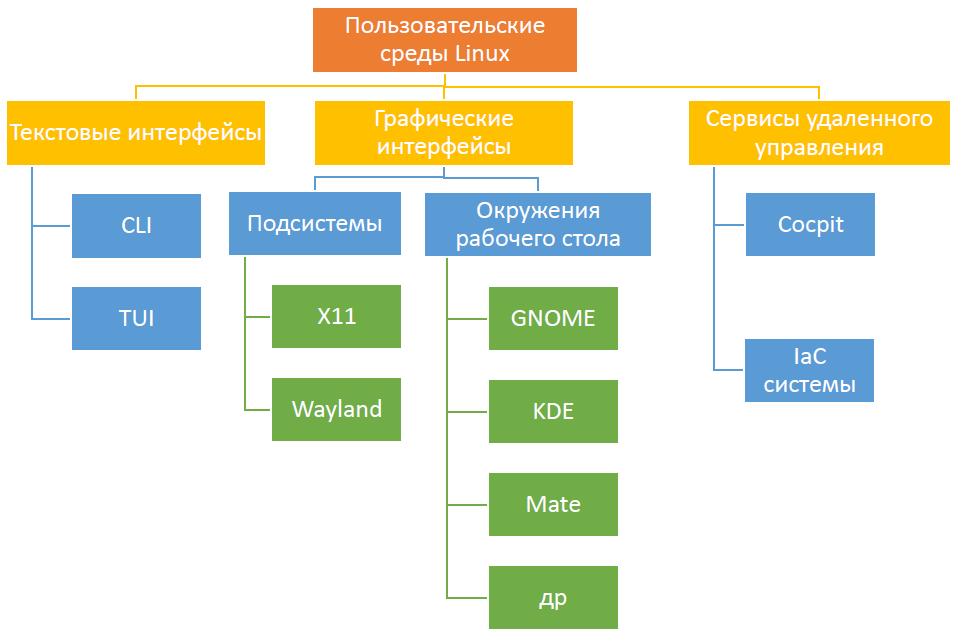 Пользовательские
среды Linux
Текстовые интерфейсы
Графические
интерфейсы
Сервисы удаленного
управления
CLI
TUI
Подсистемы
X11
Wayland
Окружения
рабочего стола
GNOME
KDE
Mate
др
Cocpit
IaC
системы